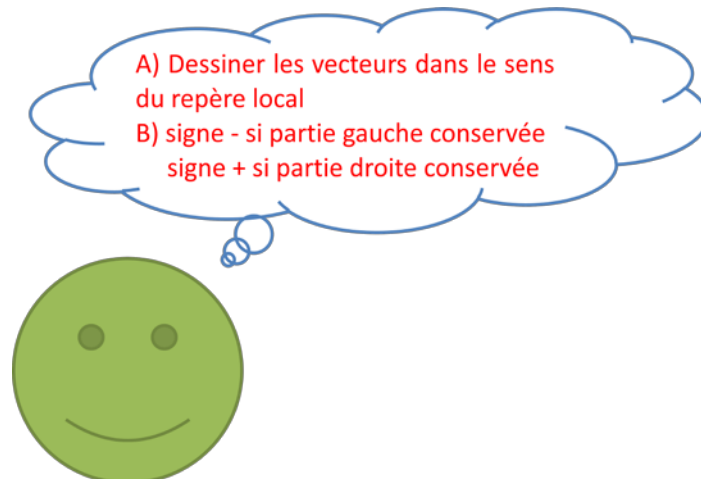 A) Dessiner les vecteurs dans le sens
du repère local
B) signe - si partie gauche conservée
signe + si partie droite conservée